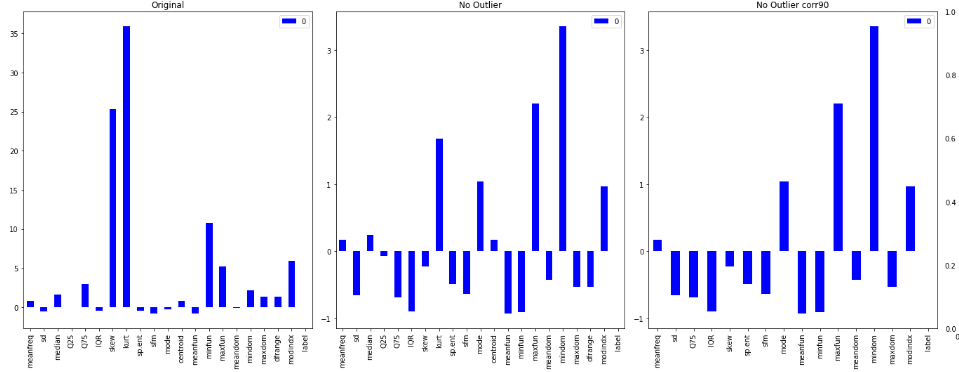 Original
0
35
30
25
20
15
10
5
0
meanfreq
sd
median
Q25
Q75
IQR
skew
kurt
sp.ent
sfm
mode
centroid
meanfun
minfun
maxfun
meandom
mindom
maxdom
dfrange
modindx
label
No Outlier
0
3
2
1
0
−1
meanfreq
sd
median
Q25
Q75
IQR
skew
kurt
sp.ent
sfm
mode
centroid
meanfun
minfun
maxfun
meandom
mindom
maxdom
dfrange
modindx
label
No Outlier corr90
0
3
2
1
0
−1
meanfreq
sd
Q75
IQR
skew
sp.ent
sfm
mode
meanfun
minfun
maxfun
meandom
mindom
maxdom
modindx
label
1.0
0.8
0.6
0.4
0.2
0.0